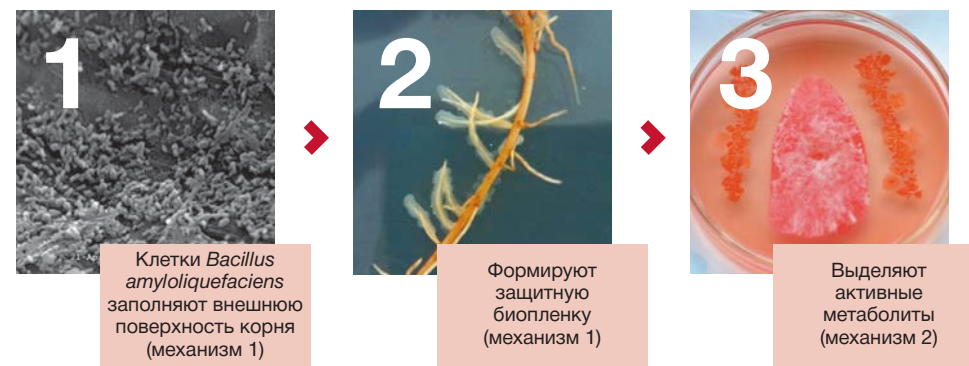 1
Клетки Bacillus
amyloliquefaciens
заполняют внешнюю
поверхность корня
(механизм 1)
2
Формируют
защитную
биопленку
(механизм 1)
3
Выделяют
активные
метаболиты
(механизм 2)